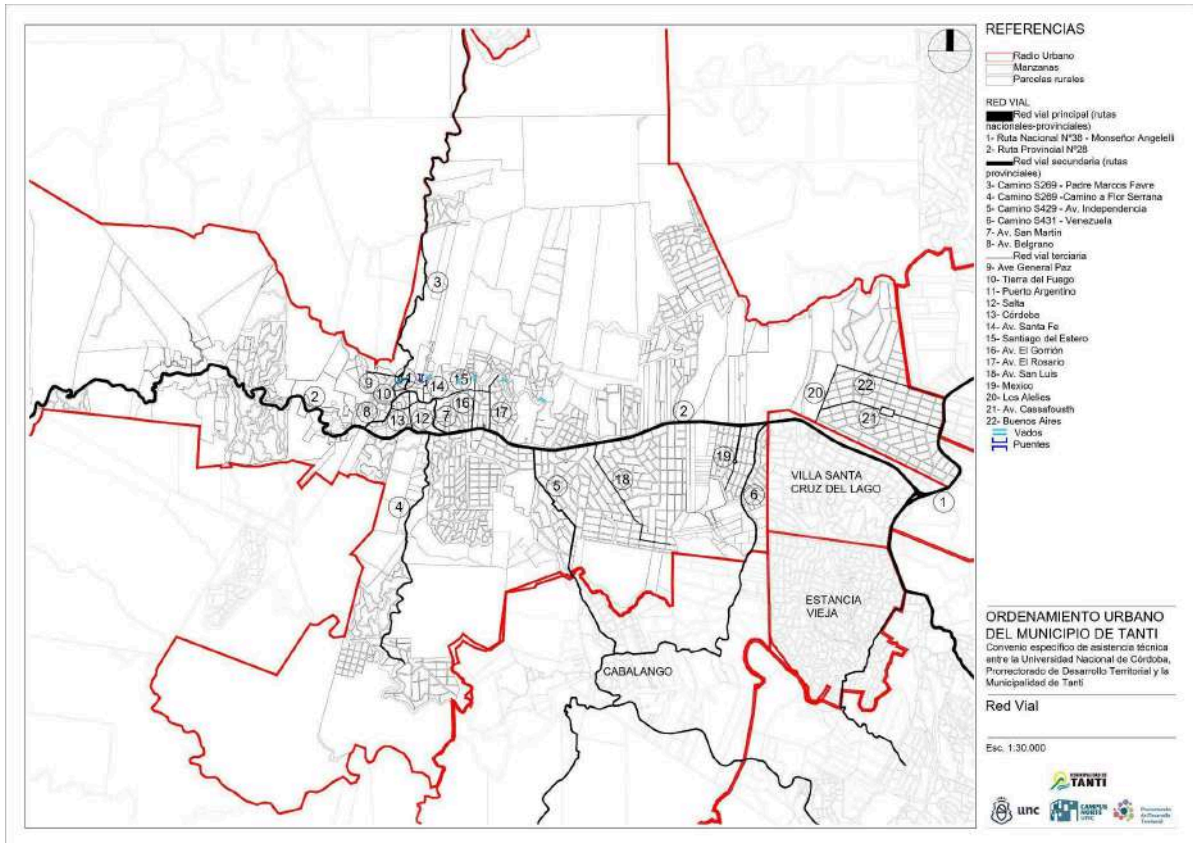 REFERENCIAS
Radio Urbano
Manzanas
Parcelas rurales
RED VIAL
Red vial principal (rutas
nacionales-provinciales)
1- Ruta Nacional N°38 - Monseñor Angelelli
2- Ruta Provincial N°28
Red vial secundaria (rutas
provinciales)
3- Camino S269 - Padre Marcos Favre
4- Camino S269 -Camino a Flor Serrana
5- Camino S429 - Av. Independencia
6- Camino S431 - Venezuela
7- Av. San Martin
8- Av. Belgrano
Red vial terciaria
9- Ave General Paz
10- Tierra del Fuego
11- Puerto Argentino
12- Salta
13- Córdoba
14- Av. Santa Fe
15- Santiago del Estero
16- Av. El Gorrión
17- Av. El Rosario
18- Av. San Luis
19- Mexico
20- Los Alelies
21- Av. Cassafousth
22- Buenos Aires
Vados
Puentes
3
9
10
14
15
20
22
2
8
13
12
7
16
17
2
21
19
18
5
6
4
1
VILLA SANTA
CRUZ DEL LAGO
ESTANCIA
VIEJA
CABALANGO
ORDENAMIENTO URBANO
DEL MUNICIPIO DE TANTI
Convenio específico de asistencia técnica
entre la Universidad Nacional de Córdoba,
Prorrectorado de Desarrollo Territorial y la
Municipalidad de Tanti
Red Vial
Esc. 1:30.000
TANTI
unc
CAMPUS
NORTE
unc
Prorrectorado
de Desarrollo
Territorial